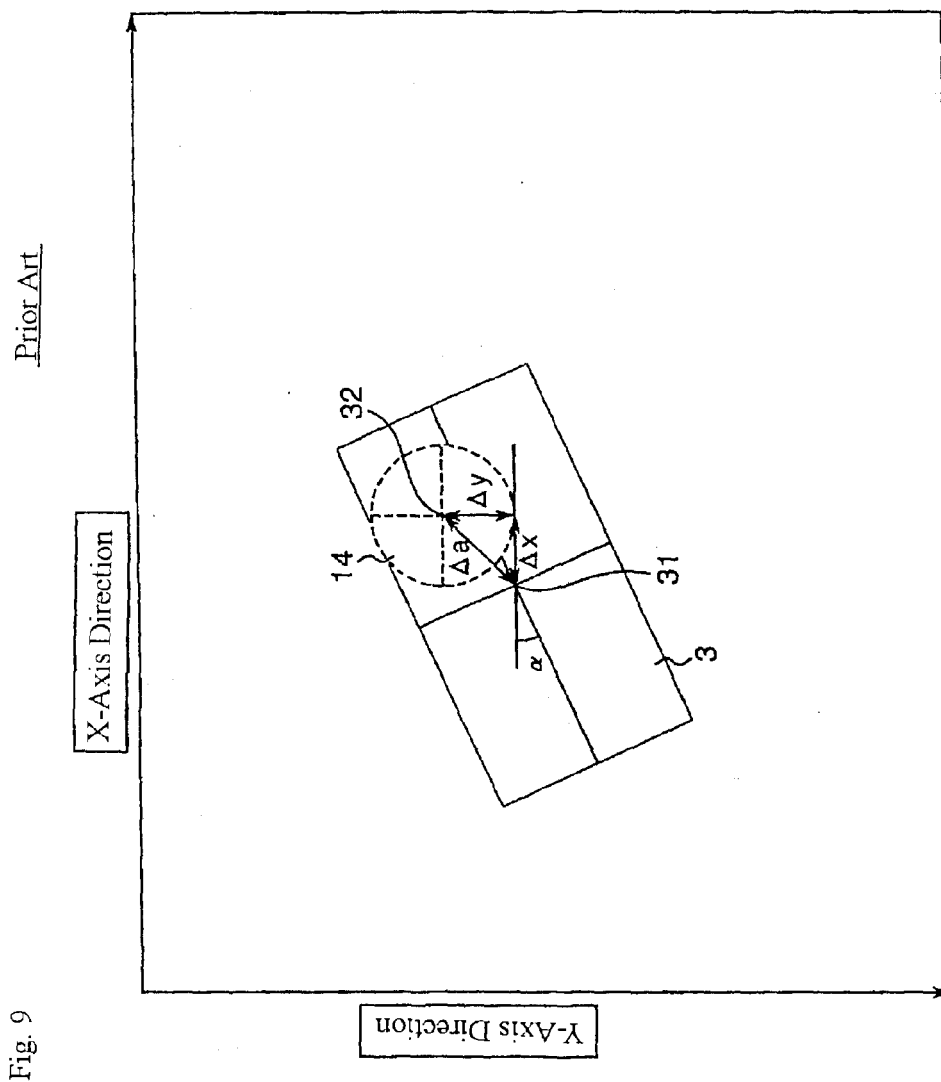 Fig. 9
Prior Art
X-Axis Direction
Y-Axis Direction
32
14
Δa
Δy
Δx
α
31
3